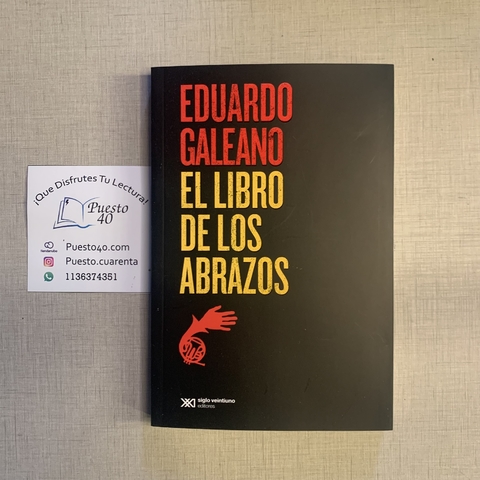 EDUARDO
GALEANO
EL LIBRO
DE LOS
ABRAZOS
siglo veintiuno
editores
¡Que Disfrutes Tu Lectura!
Puesto
40
Puesto40.com
Puesto.cuarenta
1136374351